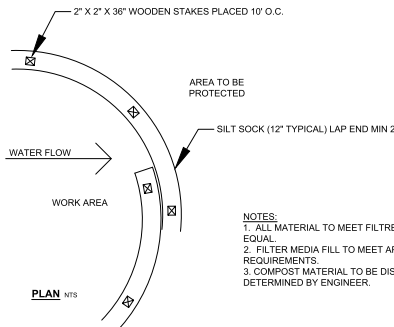 2" X 2" X 36" WOODEN STAKES PLACED 10' O.C.
AREA TO BE
PROTECTED
SILT SOCK (12" TYPICAL) LAP END MIN 2
WATER FLOW
WORK AREA
NOTES:
1. ALL MATERIAL TO MEET
EQUAL.
2. FILTER MEDIA FILL TO MEET
REQUIREMENTS.
3. COMPOST MATERIAL TO BE
DETERMINED BY ENGINEER.
PLAN NTS